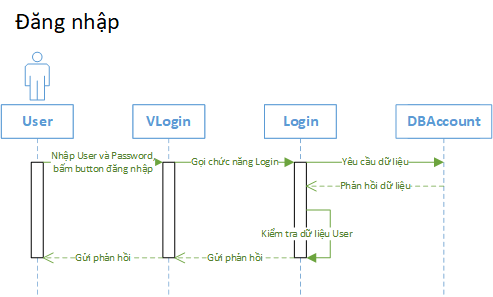 Đăng nhập
User
VLogin
Login
DBAccount
Nhập User và Password,
bấm button đăng nhập
Gọi chức năng Login
Yêu cầu dữ liệu
Phản hồi dữ liệu
Kiểm tra dữ liệu User
Gửi phản hồi
Gửi phản hồi